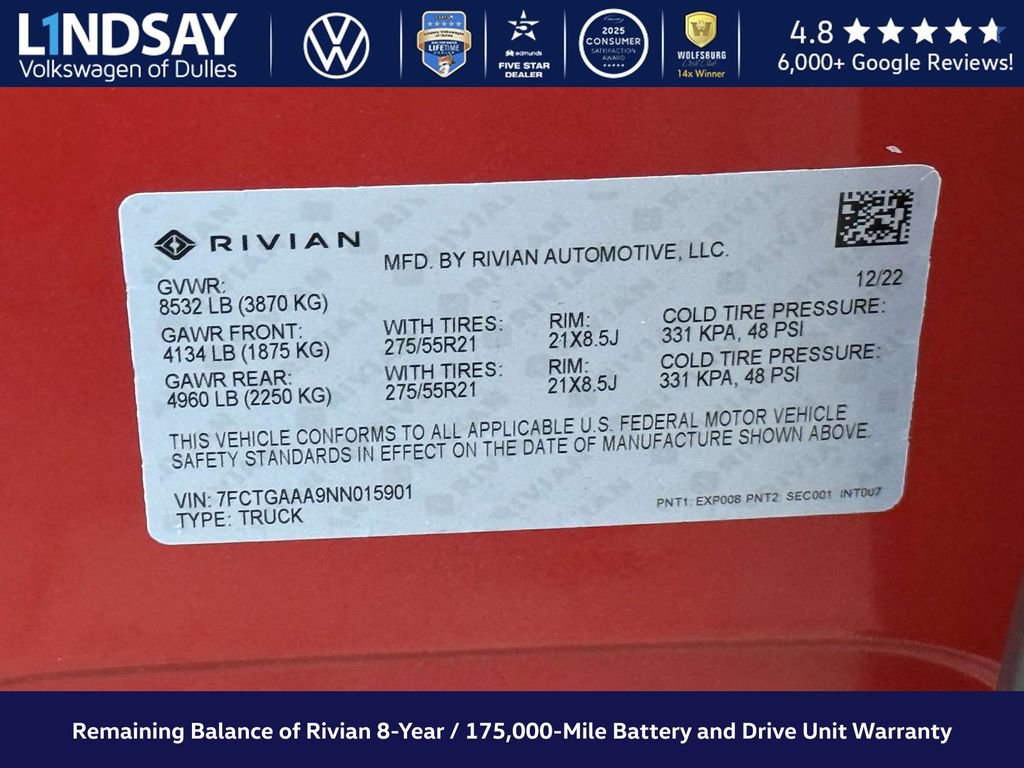 L1NDSAY
Volkswagen of Dulles
LIFETIME
5
edmunds
FIVE STAR
DEALER
2025
CONSUMER
SATISFACTION
AWARD
WOLFSBURG
14x Winner
4.8
6,000+ Google Reviews!
RIVIAN
MFD. BY RIVIAN AUTOMOTIVE, LLC.
12/22
GVWR:
8532 LB (3870 KG)
GAWR FRONT:
4134 LB (1875 KG)
WITH TIRES:
275/55R21
RIM:
21X8.5J
COLD TIRE PRESSURE:
331 KPA, 48 PSI
GAWR REAR:
4960 LB (2250 KG)
WITH TIRES:
275/55R21
RIM:
21X8.5J
COLD TIRE PRESSURE:
331 KPA, 48 PSI
THIS VEHICLE CONFORMS TO ALL APPLICABLE U.S. FEDERAL MOTOR VEHICLE
SAFETY STANDARDS IN EFFECT ON THE DATE OF MANUFACTURE SHOWN ABOVE.
VIN: 7FCTGAAA9NN015901
TYPE: TRUCK
PNT1: EXP008 PNT2: SEC001 INT007
Remaining Balance of Rivian 8-Year / 175,000-Mile Battery and Drive Unit Warranty